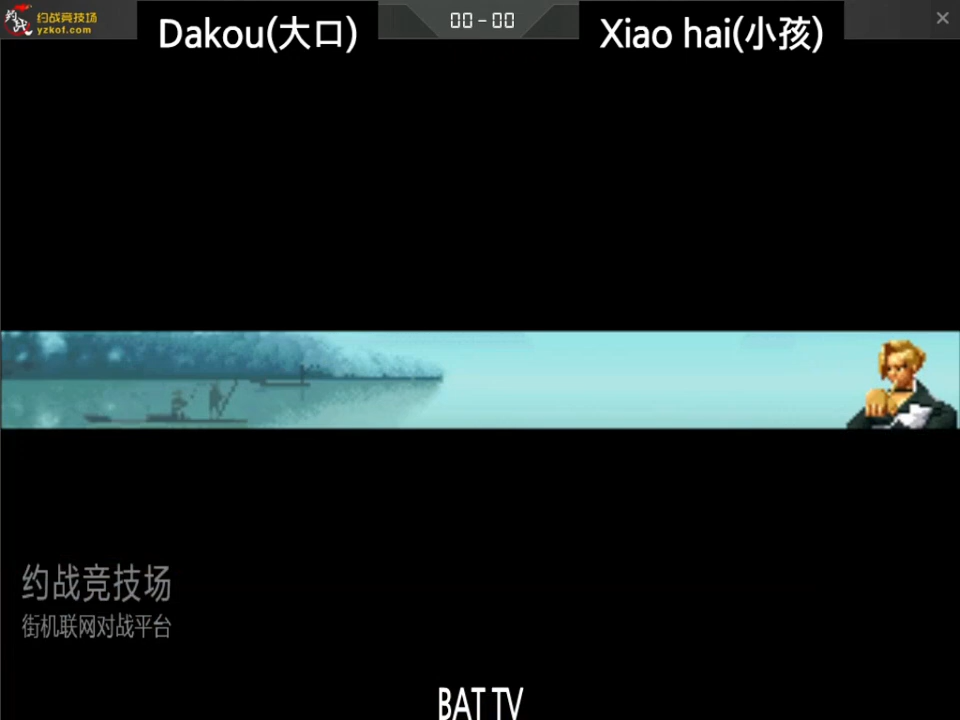 约战竞技场
yzkof.com
Dakou(大口)
00-00
Xiao hai(小孩)
约战竞技场
街机联网对战平台
BAT TV